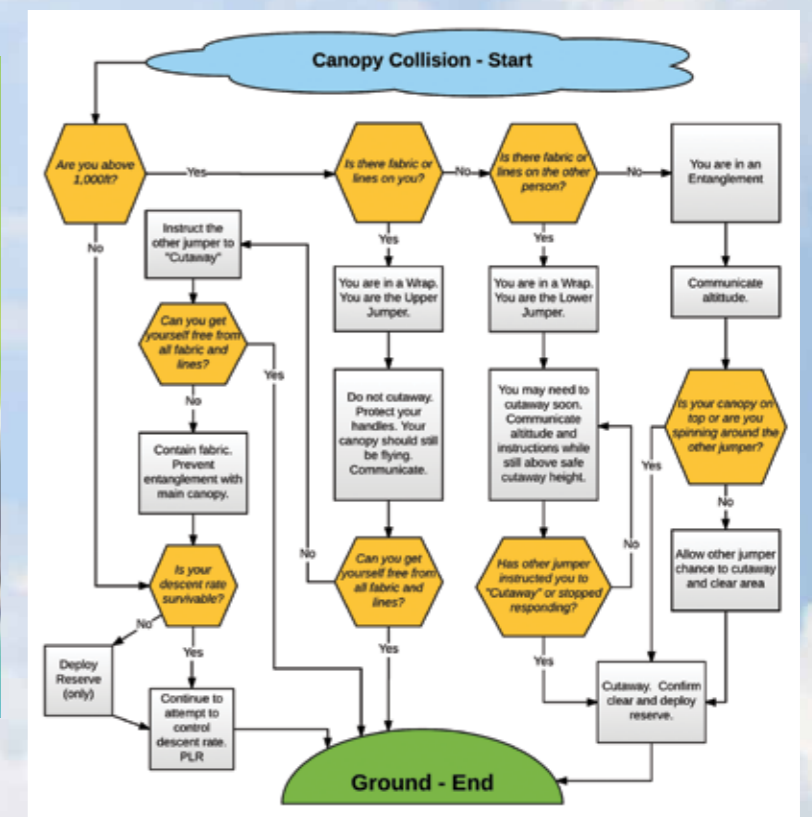 Canopy Collision - Start
Are you above
1,000ft?
Yes
No
Is there fabric or
lines on you?
No
Yes
Is there fabric or
lines on the other
person?
No
Yes
You are in an
Entanglement
Instruct the
other jumper to
"Cutaway"
You are in a Wrap.
You are the Upper
Jumper.
You are in a Wrap.
You are the Lower
Jumper.
Communicate
altitude.
Can you get
yourself free from
all fabric and
lines?
Yes
No
Do not cutaway.
Protect your
handles. Your
canopy should still
be flying.
Communicate.
You may need to
cutaway soon.
Communicate
altitude and
instructions while
still above safe
cutaway height.
Is your canopy on
top or are you
spinning around the
other jumper?
Yes
No
Contain fabric.
Prevent
entanglement with
main canopy.
Is your
descent rate
survivable?
No
Yes
Can you get
yourself free from
all fabric and
lines?
No
Yes
Has other jumper
instructed you to
"Cutaway" or stopped
responding?
No
Yes
Allow other jumper
chance to cutaway
and clear area
Deploy
Reserve
(only)
Continue to
attempt to
control
descent rate.
PLR
Cutaway. Confirm
clear and deploy
reserve.
Ground - End